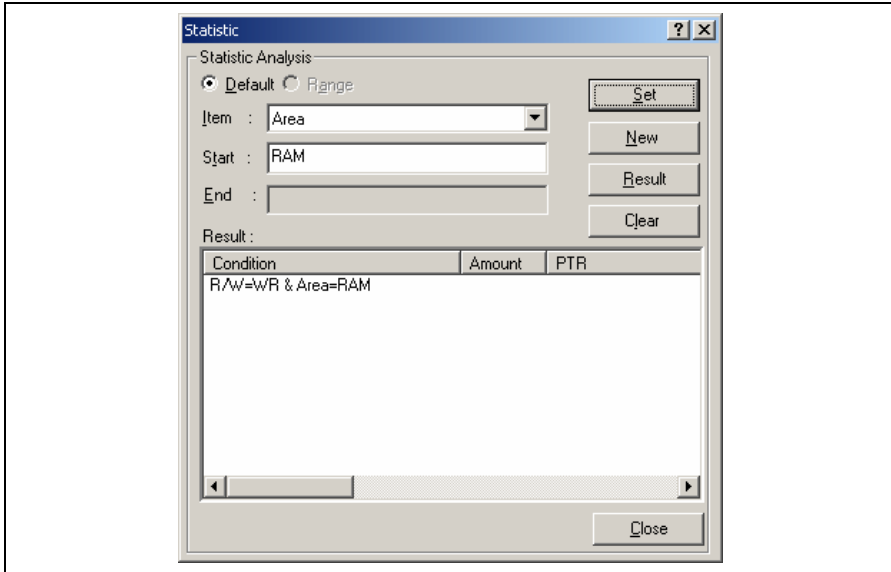 Statistic
Statistic Analysis
Default Range
Set
Item : Area
New
Start : RAM
Result
End :
Clear
Result :
Condition Amount PTR
R/W=WR & Area=RAM
Close